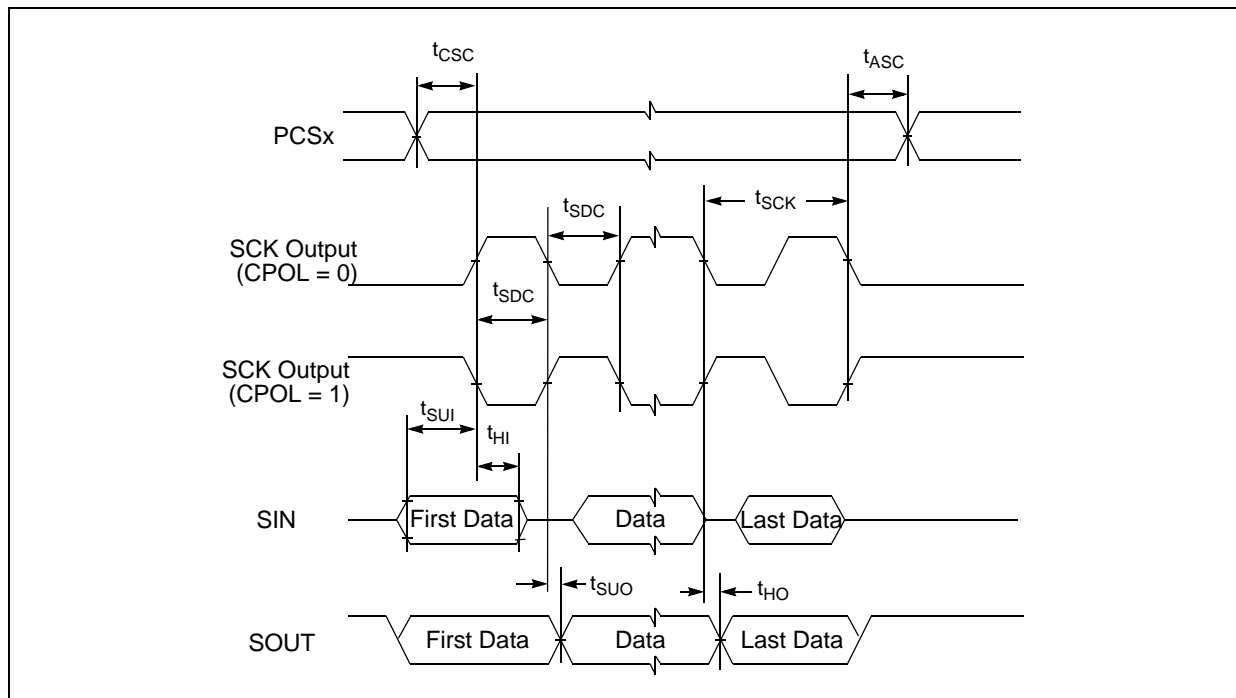 tCSC
tASC
PCSx
tSCK
tSDC
SCK Output
(CPOL = 0)
tSDC
SCK Output
(CPOL = 1)
tSUI
tHI
SIN
First Data
Data
Last Data
tSUO
tHO
SOUT
First Data
Data
Last Data